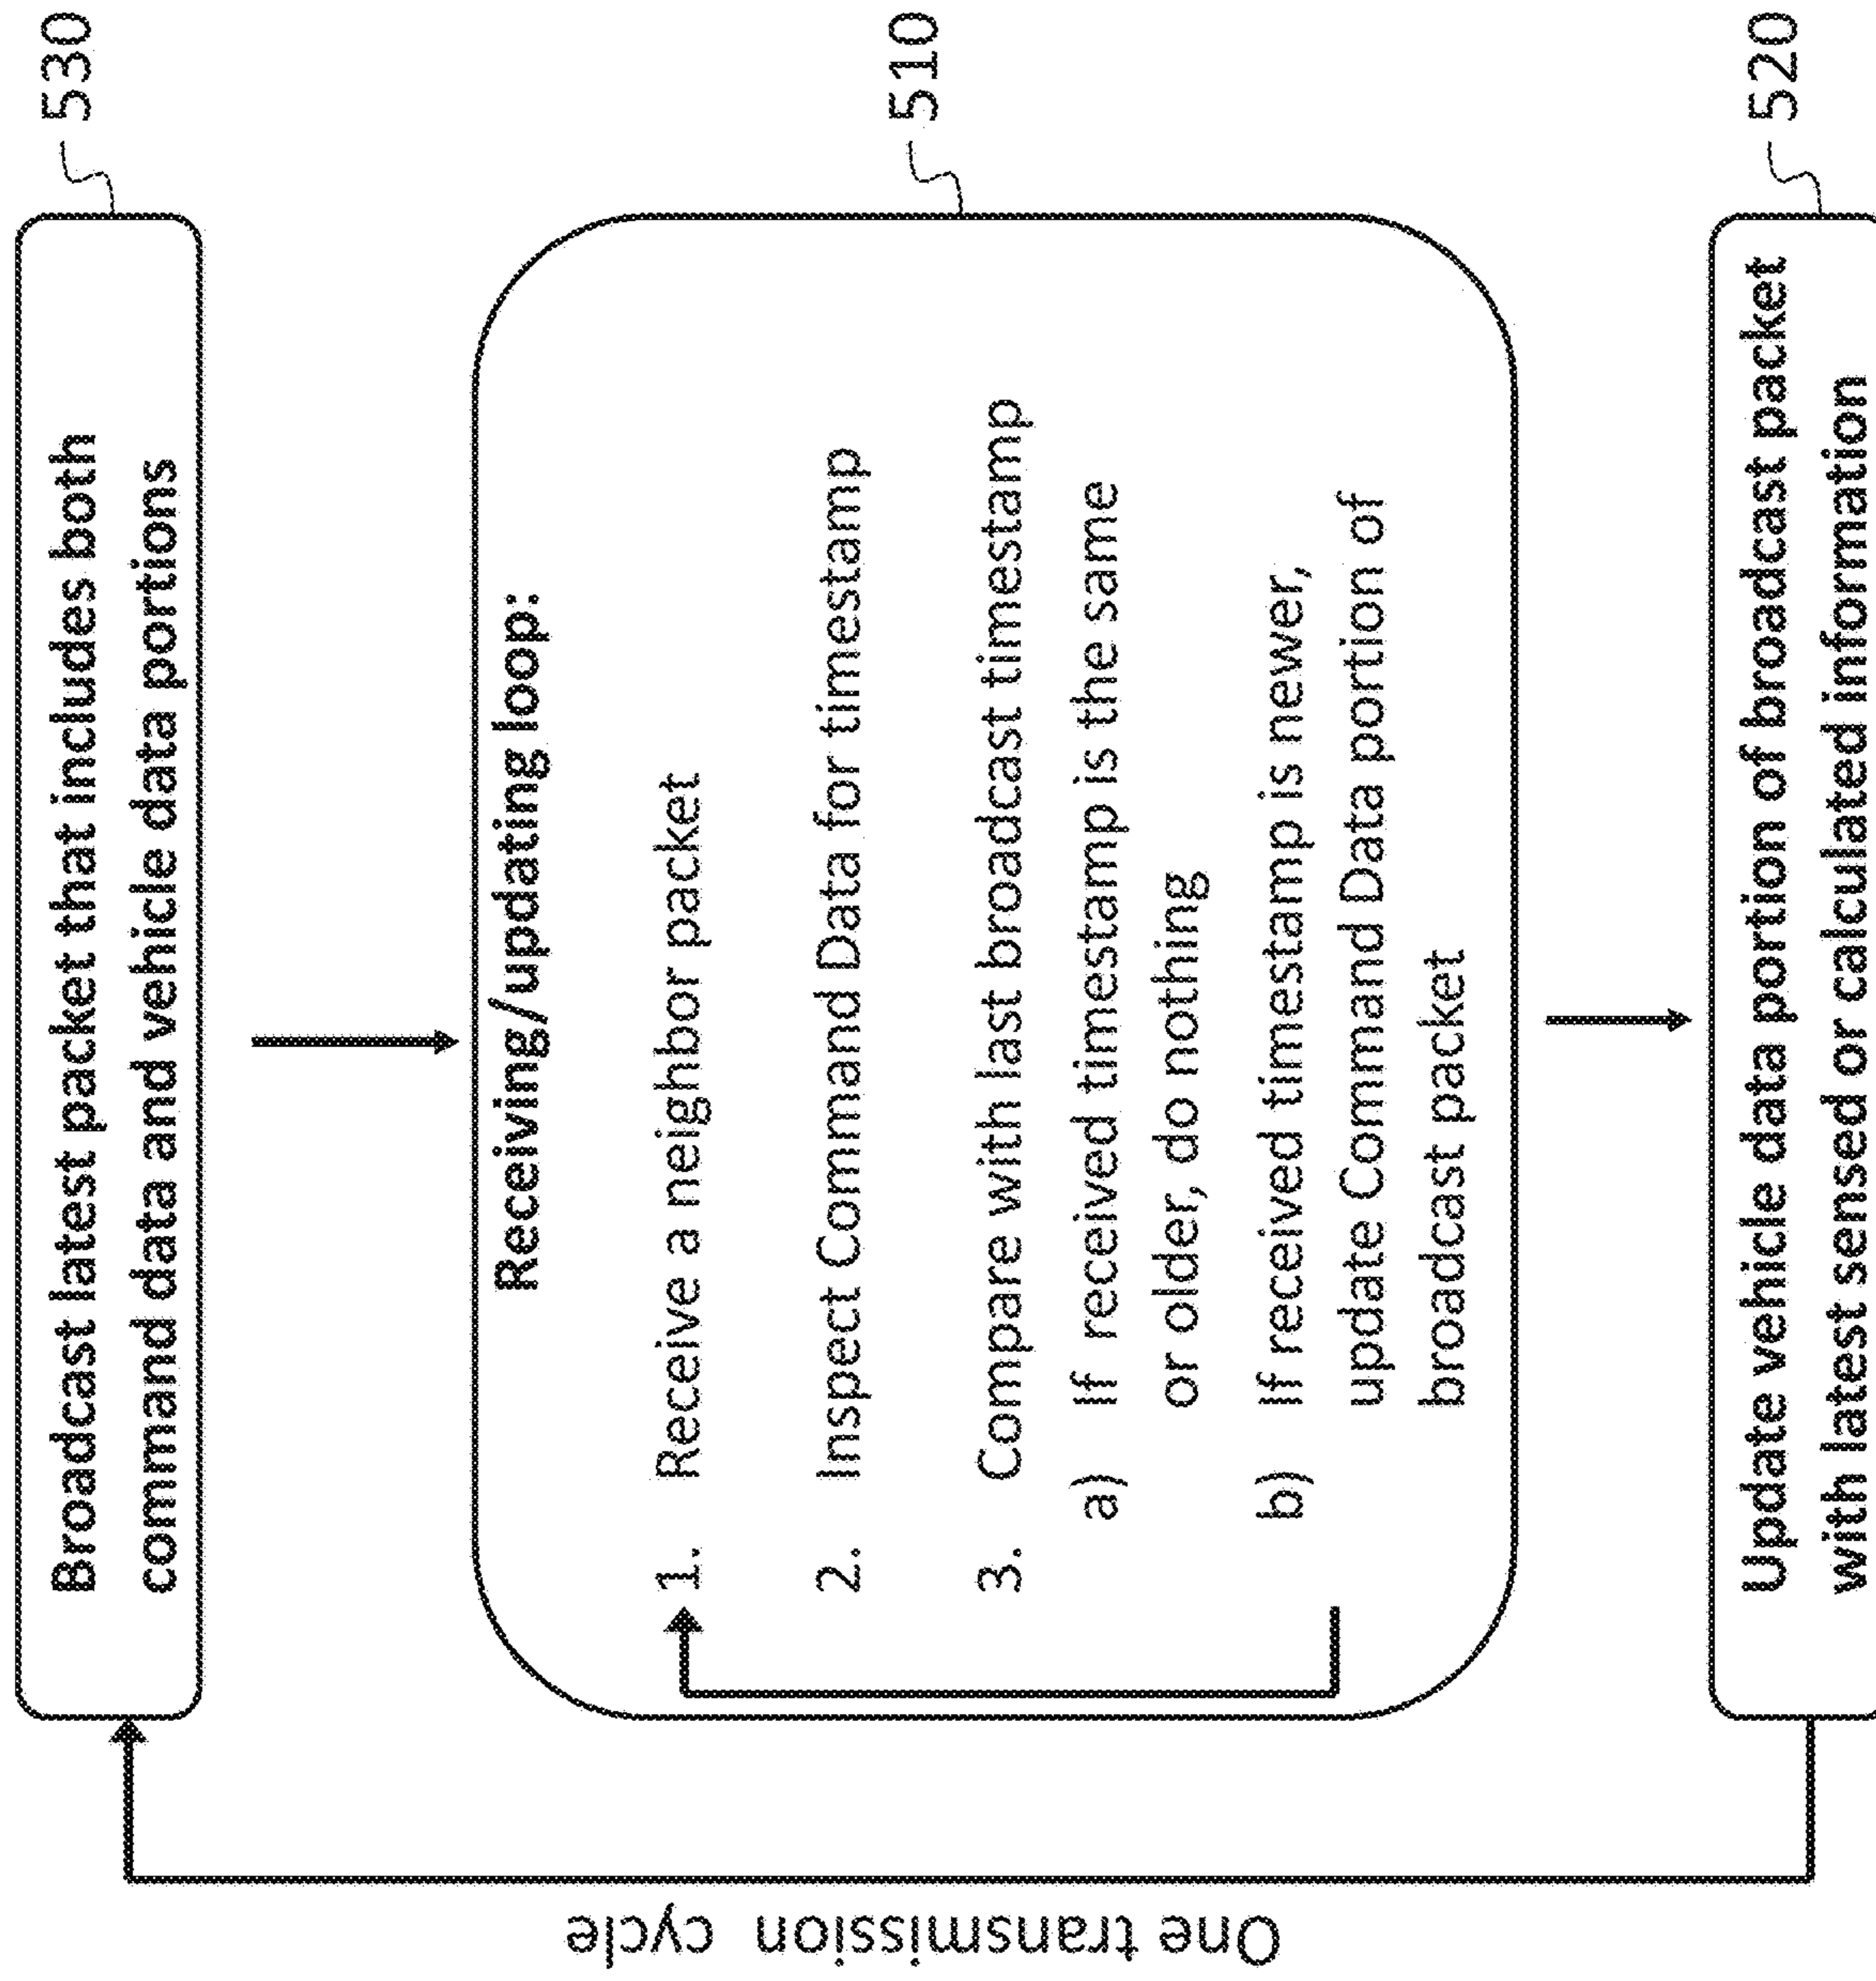 Broadcast latest packet that includes both
command data and vehicle data portions
530
Receiving/updating loop:
1. Receive a neighbor packet
2. Inspect Command Data for timestamp
3. Compare with last broadcast timestamp
a) If received timestamp is the same
or older, do nothing
b) If received timestamp is newer,
update Command Data portion of
broadcast packet
510
Update vehicle data portion of broadcast packet
with latest sensed or calculated information
520
One transmission
cycle